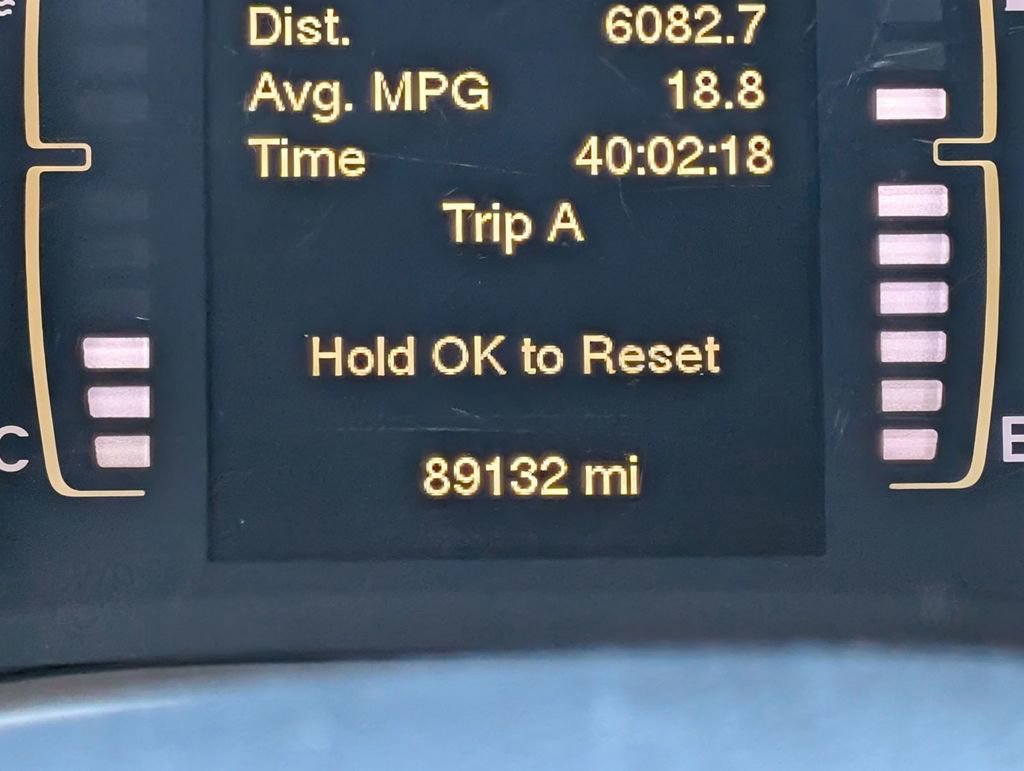 Dist. 6082.7
Avg. MPG 18.8
Time 40:02:18
Trip A
Hold OK to Reset
C
E
89132 mi